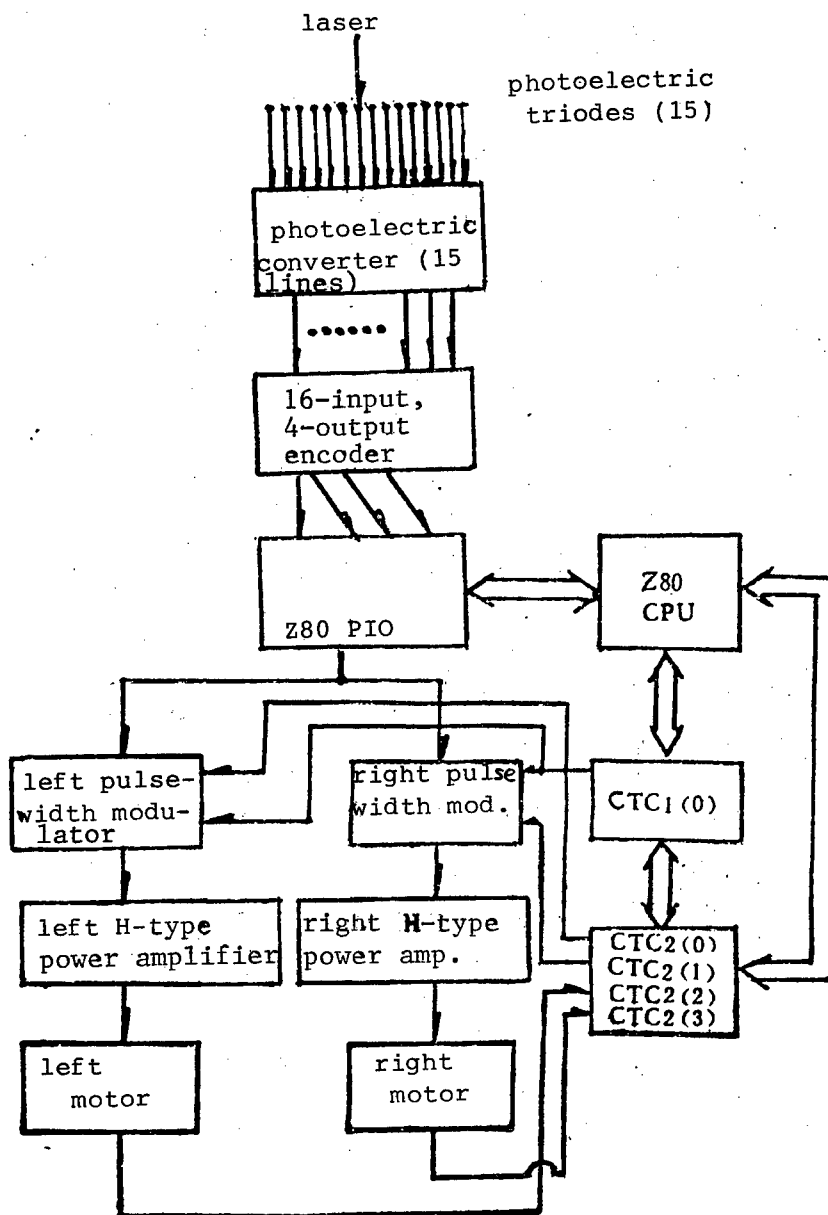 laser
photoelectric
triodes (15)
photoelectric
converter (15
lines)
16-input,
4-output
encoder
Z80 PIO
Z80
CPU
left pulse-
width modu-
lator
right pulse
width mod.
CTC1(0)
left H-type
power amplifier
right H-type
power amp.
CTC2(0)
CTC2(1)
CTC2(2)
CTC2(3)
left
motor
right
motor